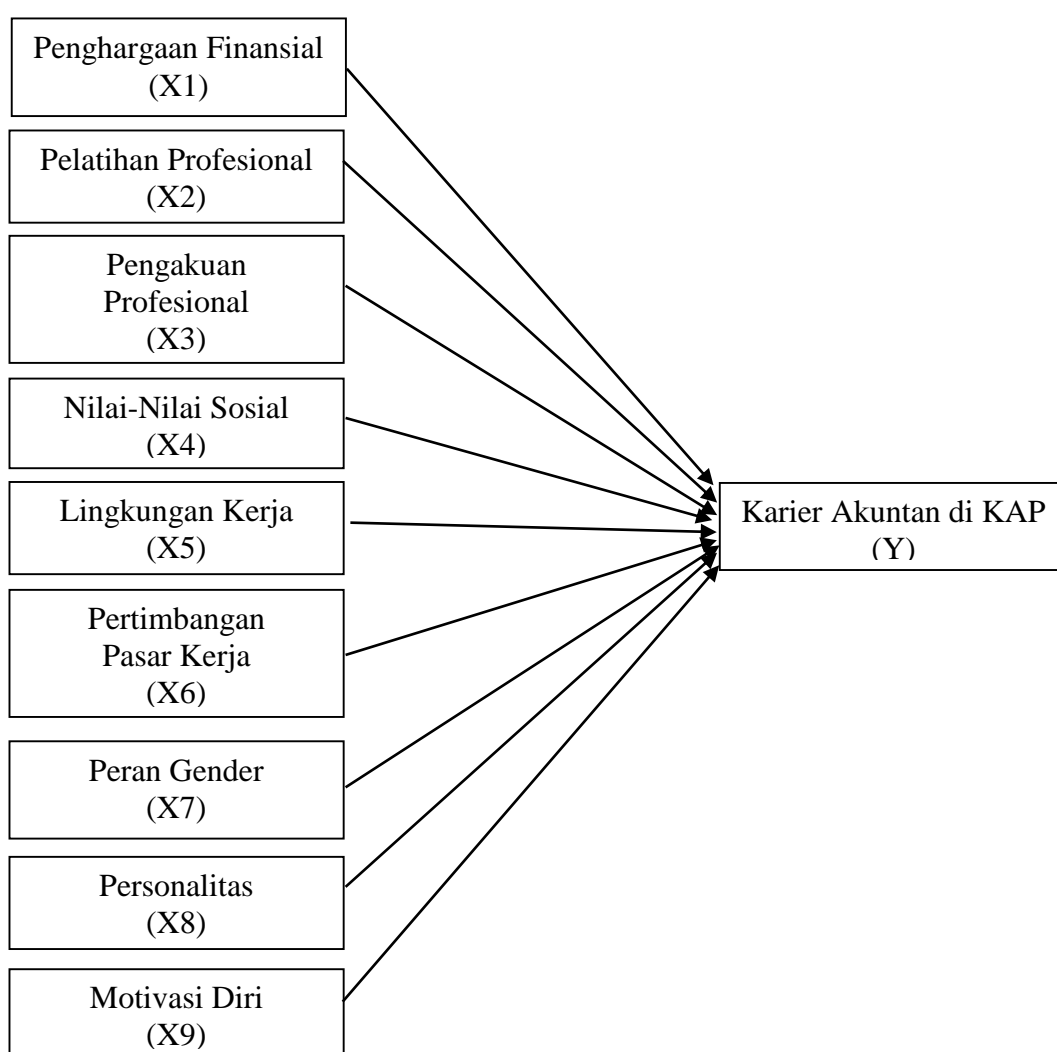 Penghargaan Finansial
(X1)
Pelatihan Profesional
(X2)
Pengakuan
Profesional
(X3)
Nilai-Nilai Sosial
(X4)
Lingkungan Kerja
(X5)
Pertimbangan
Pasar Kerja
(X6)
Peran Gender
(X7)
Personalitas
(X8)
Motivasi Diri
(X9)
Karier Akuntan di KAP
(Y)